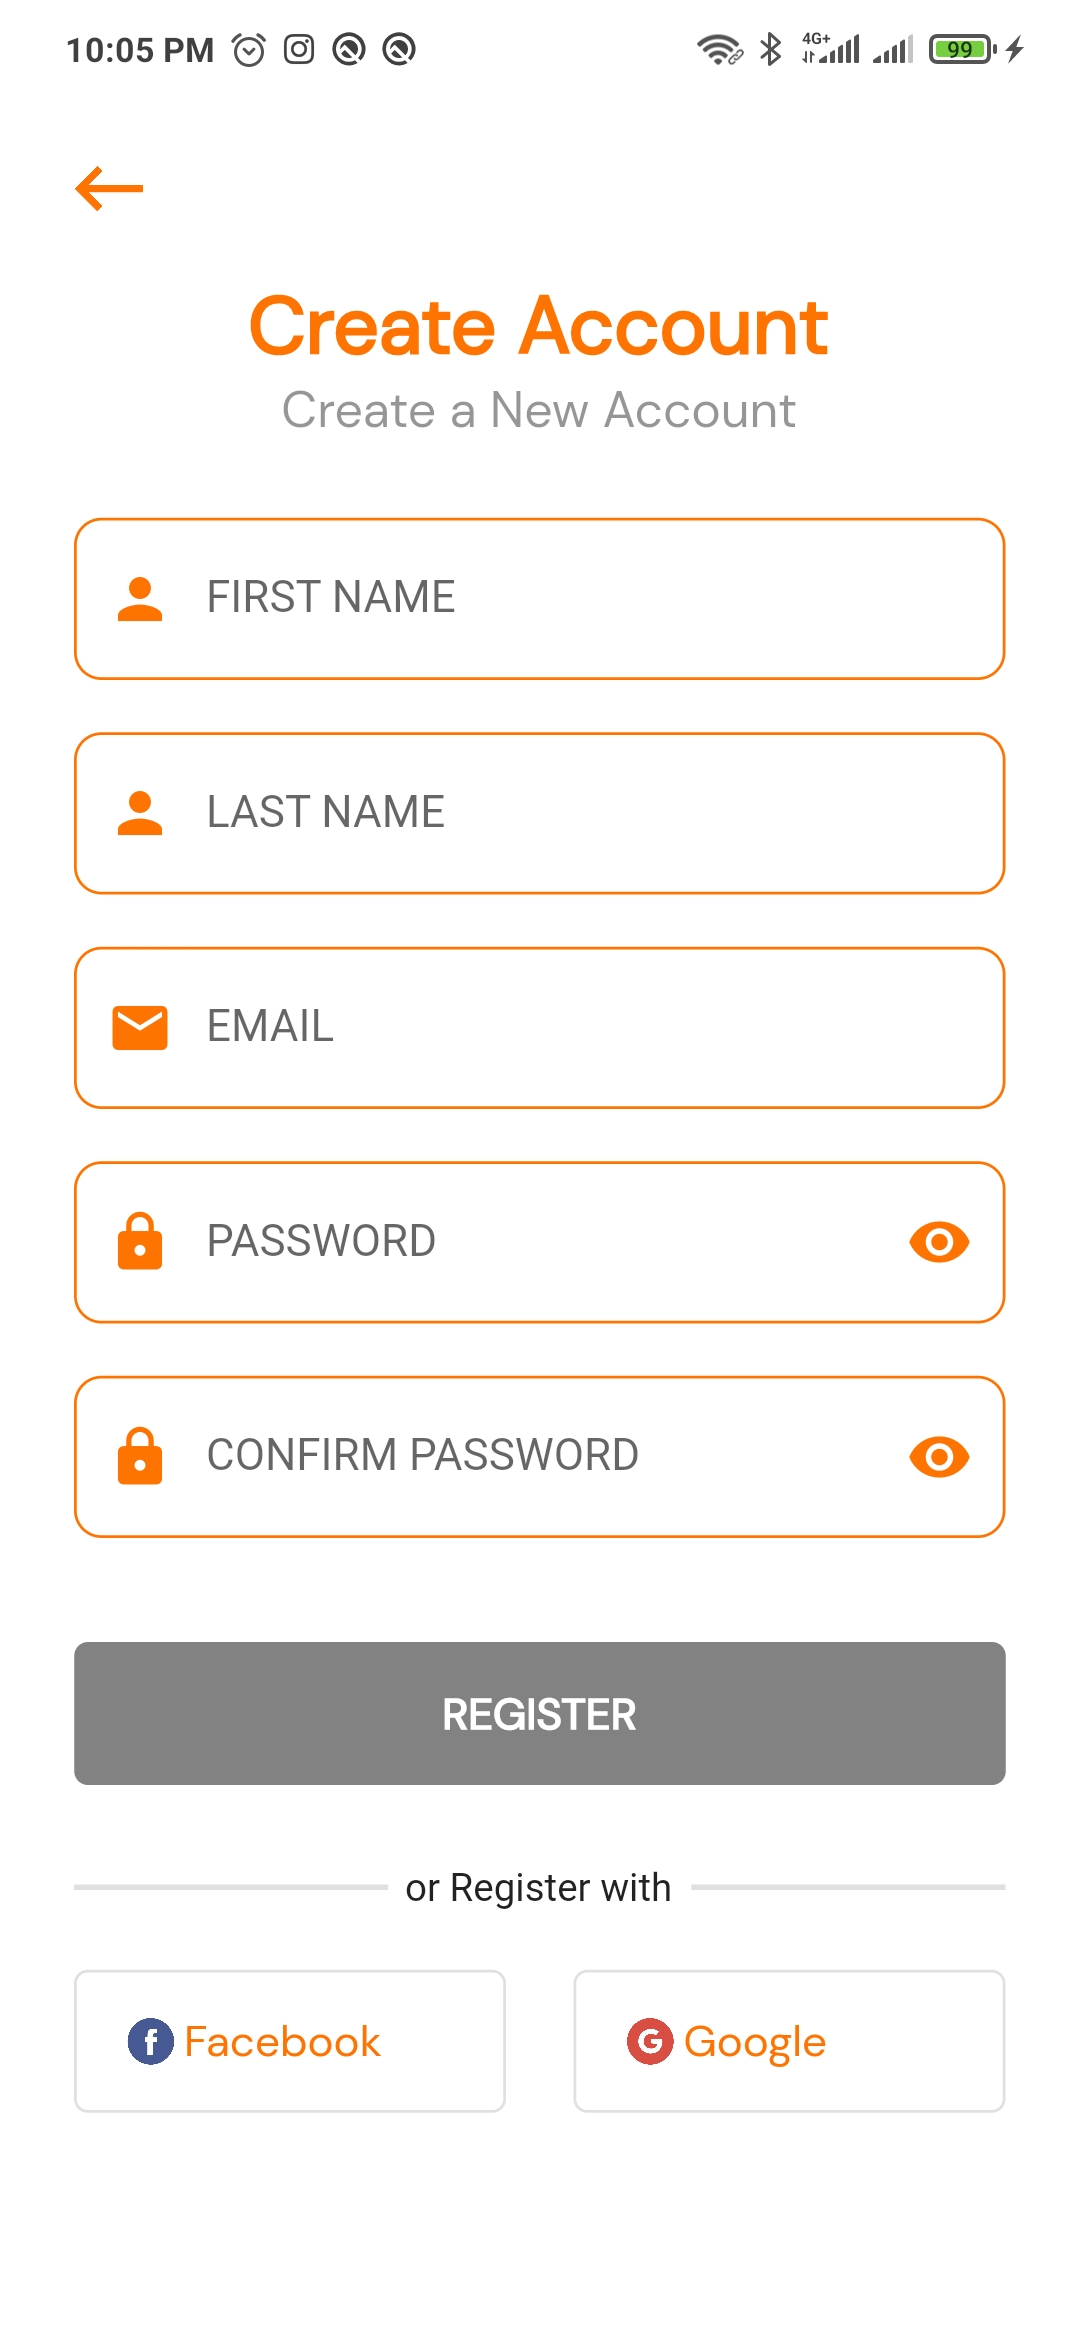 10:05 PM 4G+ 99
Create Account
Create a New Account
FIRST NAME
LAST NAME
EMAIL
PASSWORD
CONFIRM PASSWORD
REGISTER
or Register with
Facebook Google